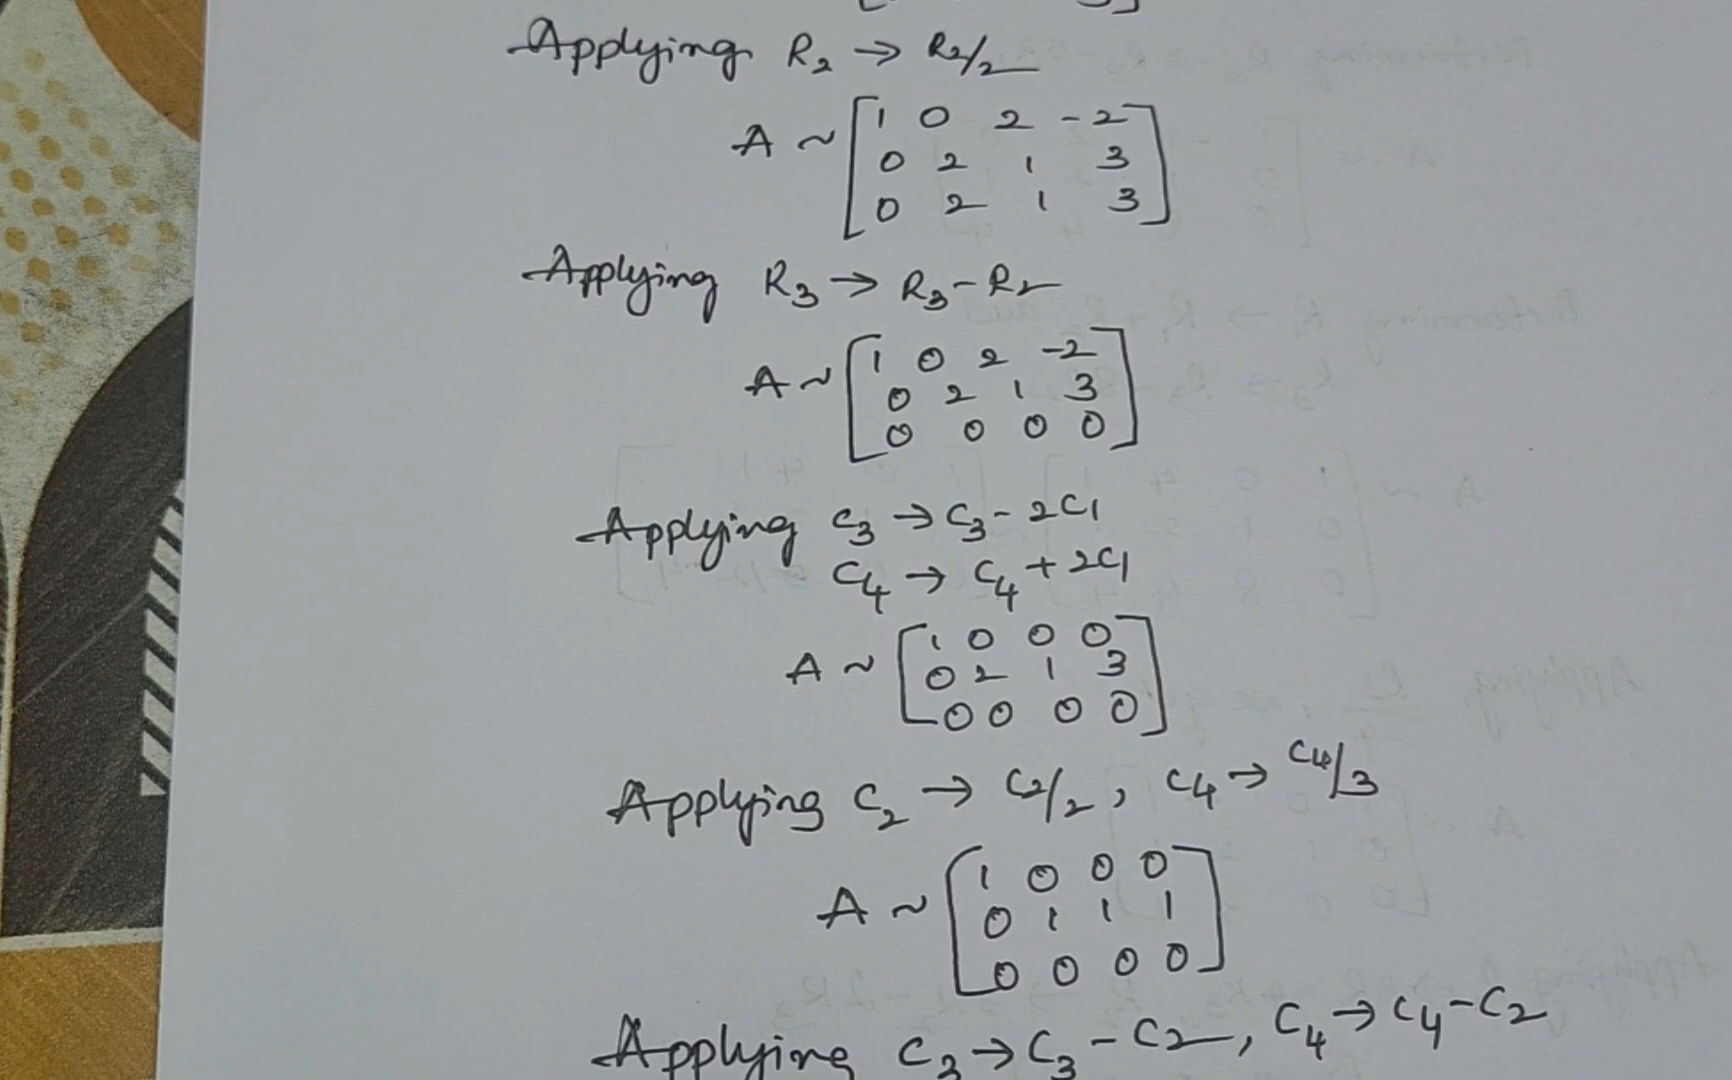 Applying R₂ → R₂/2
A ~ [1 0 2 -2
0 2 1 3
0 2 1 3]
Applying R₃ → R₃ - R₂
A ~ [1 0 2 -2
0 2 1 3
0 0 0 0]
Applying C₃ → C₃ - 2C₁
C₄ → C₄ + 2C₁
A ~ [1 0 0 0
0 2 1 3
0 0 0 0]
Applying C₂ → C₂/2, C₄ → C₄/3
A ~ [1 0 0 0
0 1 1 1
0 0 0 0]
Applying C₃ → C₃ - C₂, C₄ → C₄ - C₂